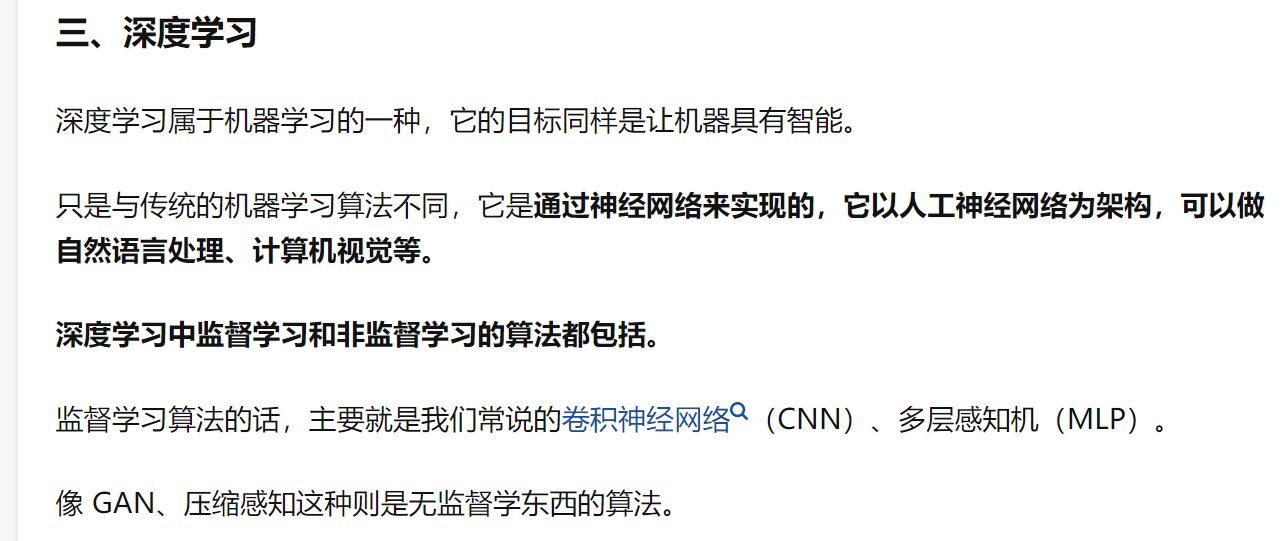 三、深度学习
深度学习属于机器学习的一种，它的目标同样是让机器具有智能。
只是与传统的机器学习算法不同，它是通过神经网络来实现的，它以人工神经网络为架构，可以做
自然语言处理、计算机视觉等。
深度学习中监督学习和非监督学习的算法都包括。
监督学习算法的话，主要就是我们常说的卷积神经网络（CNN）、多层感知机（MLP）。
像 GAN、压缩感知这种则是无监督学东西的算法。